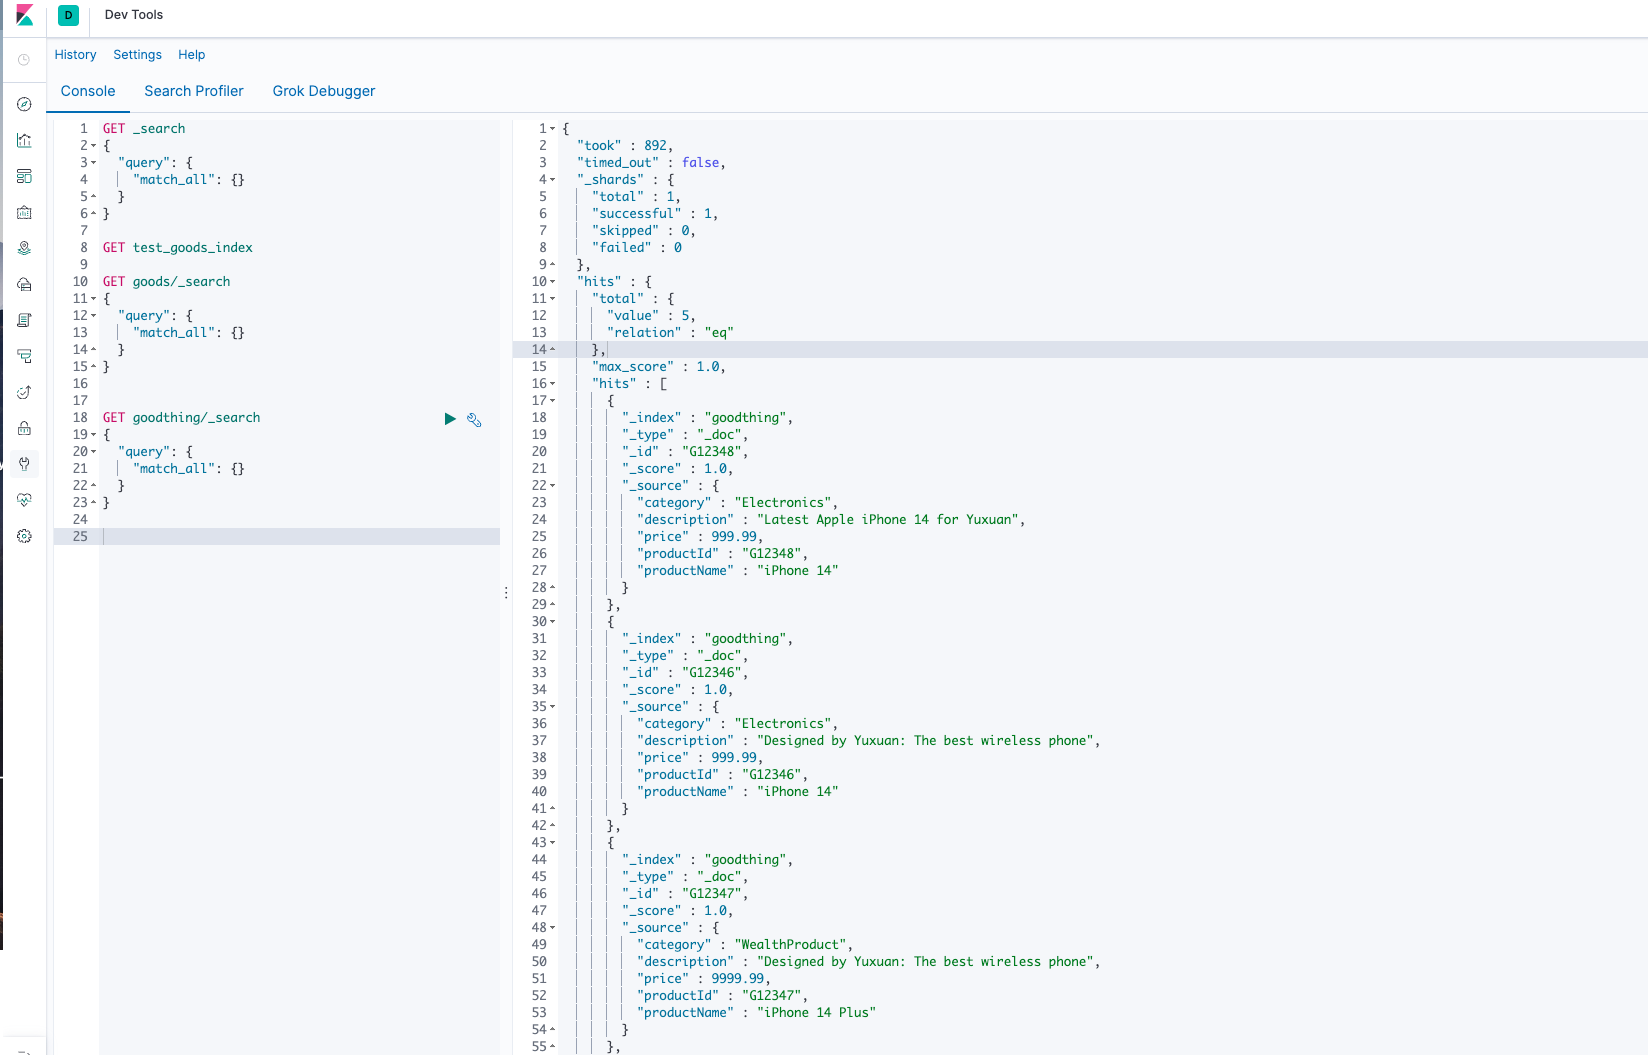 D Dev Tools
History Settings Help
Console Search Profiler Grok Debugger
1 GET _search
2 {
3 "query": {
4 "match_all": {}
5 }
6 }
7
8 GET test_goods_index
9
10 GET goods/_search
11 {
12 "query": {
13 "match_all": {}
14 }
15 }
16
17
18 GET goodthing/_search
19 {
20 "query": {
21 "match_all": {}
22 }
23 }
24
25
1 {
2 "took" : 892,
3 "timed_out" : false,
4 "_shards" : {
5 "total" : 1,
6 "successful" : 1,
7 "skipped" : 0,
8 "failed" : 0
9 },
10 "hits" : {
11 "total" : {
12 "value" : 5,
13 "relation" : "eq"
14 },
15 "max_score" : 1.0,
16 "hits" : [
17 {
18 "_index" : "goodthing",
19 "_type" : "_doc",
20 "_id" : "G12348",
21 "_score" : 1.0,
22 "_source" : {
23 "category" : "Electronics",
24 "description" : "Latest Apple iPhone 14 for Yuxuan",
25 "price" : 999.99,
26 "productId" : "G12348",
27 "productName" : "iPhone 14"
28 }
29 },
30 {
31 "_index" : "goodthing",
32 "_type" : "_doc",
33 "_id" : "G12346",
34 "_score" : 1.0,
35 "_source" : {
36 "category" : "Electronics",
37 "description" : "Designed by Yuxuan: The best wireless phone",
38 "price" : 999.99,
39 "productId" : "G12346",
40 "productName" : "iPhone 14"
41 }
42 },
43 {
44 "_index" : "goodthing",
45 "_type" : "_doc",
46 "_id" : "G12347",
47 "_score" : 1.0,
48 "_source" : {
49 "category" : "WealthProduct",
50 "description" : "Designed by Yuxuan: The best wireless phone",
51 "price" : 9999.99,
52 "productId" : "G12347",
53 "productName" : "iPhone 14 Plus"
54 }
55 },